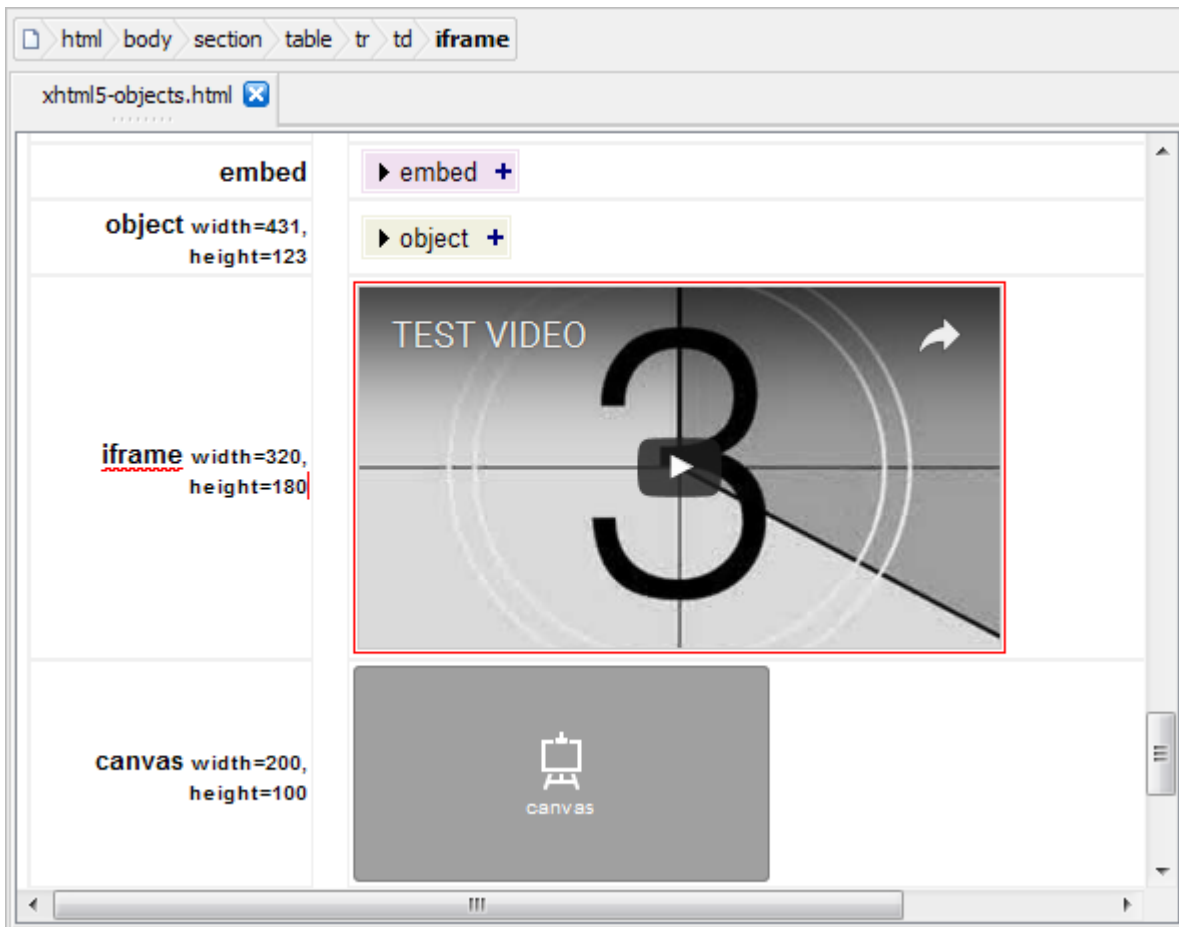 html body section table tr td iframe
xhtml5-objects.html
embed
embed +
object width=431,
height=123
object +
TEST VIDEO
3
iframe width=320,
height=180
canvas width=200,
height=100
canvas